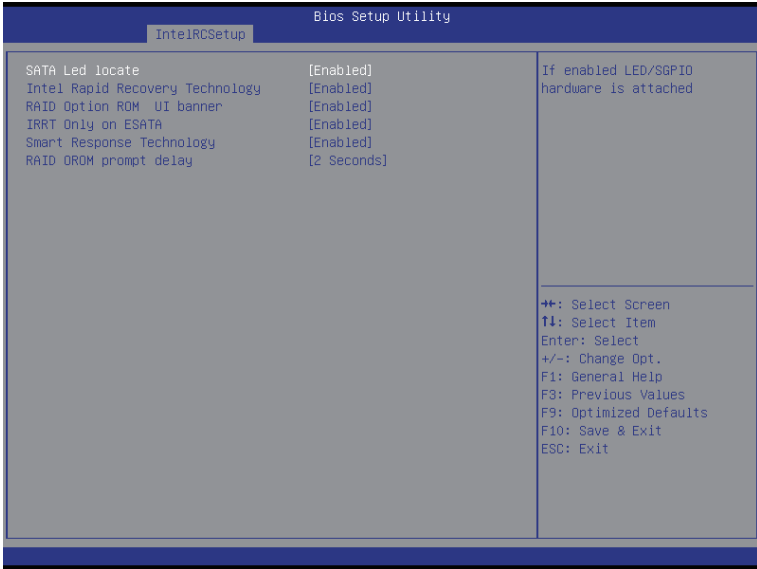 Bios Setup Utility
IntelRCSetup
SATA Led locate [Enabled]
Intel Rapid Recovery Technology [Enabled]
RAID Option ROM  UI banner [Enabled]
IRRT Only on ESATA [Enabled]
Smart Response Technology [Enabled]
RAID OROM prompt delay [2 Seconds]
If enabled LED/SGPIO
hardware is attached
→←: Select Screen
↑↓: Select Item
Enter: Select
+/-: Change Opt.
F1: General Help
F3: Previous Values
F9: Optimized Defaults
F10: Save & Exit
ESC: Exit